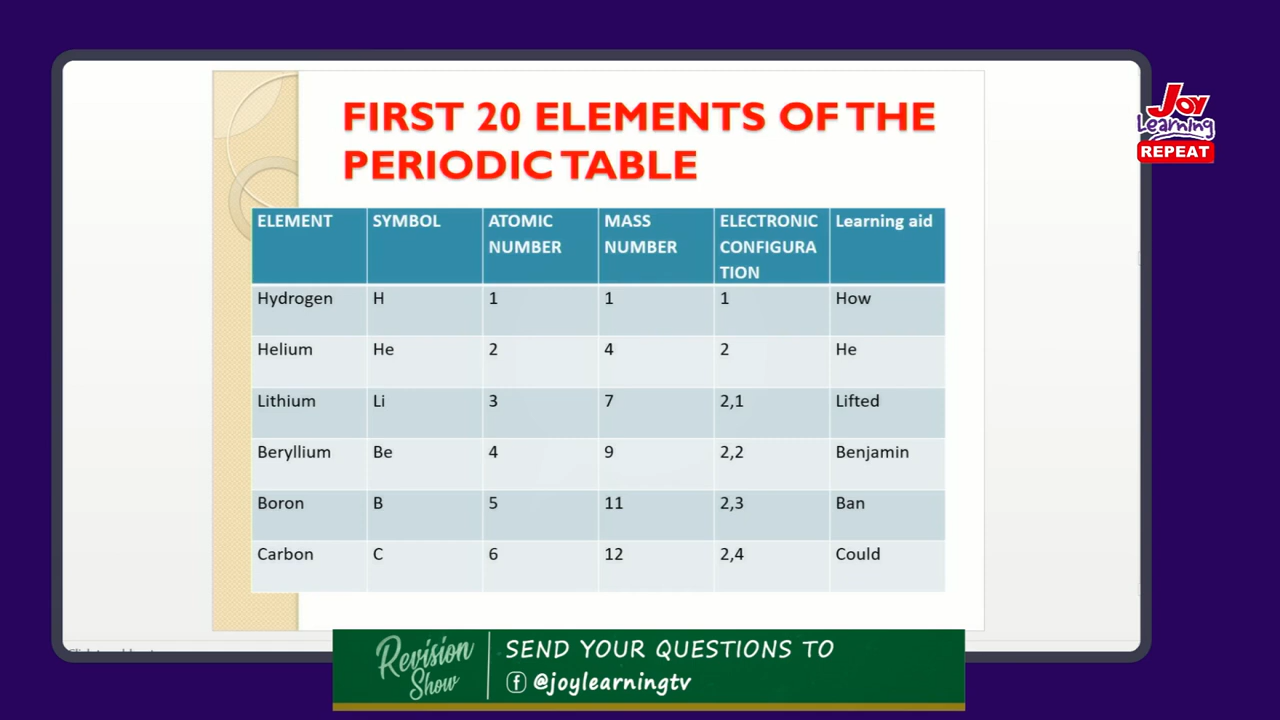 FIRST 20 ELEMENTS OF THE
PERIODIC TABLE
Joy
Learning
REPEAT
ELEMENT SYMBOL ATOMIC NUMBER MASS NUMBER ELECTRONIC CONFIGURA TION Learning aid
Hydrogen H 1 1 1 How
Helium He 2 4 2 He
Lithium Li 3 7 2,1 Lifted
Beryllium Be 4 9 2,2 Benjamin
Boron B 5 11 2,3 Ban
Carbon C 6 12 2,4 Could
Revision
Show
SEND YOUR QUESTIONS TO
@joylearningtv